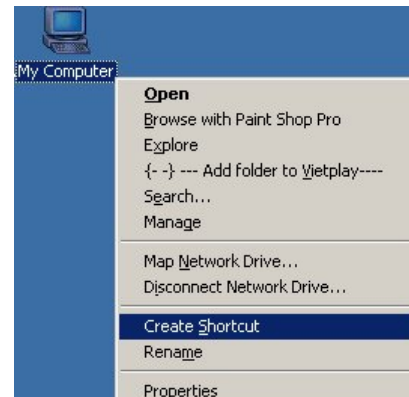 My Computer
Open
Browse with Paint Shop Pro
Explore
{- -} --- Add folder to Vietplay----
Search...
Manage
Map Network Drive...
Disconnect Network Drive...
Create Shortcut
Rename
Properties